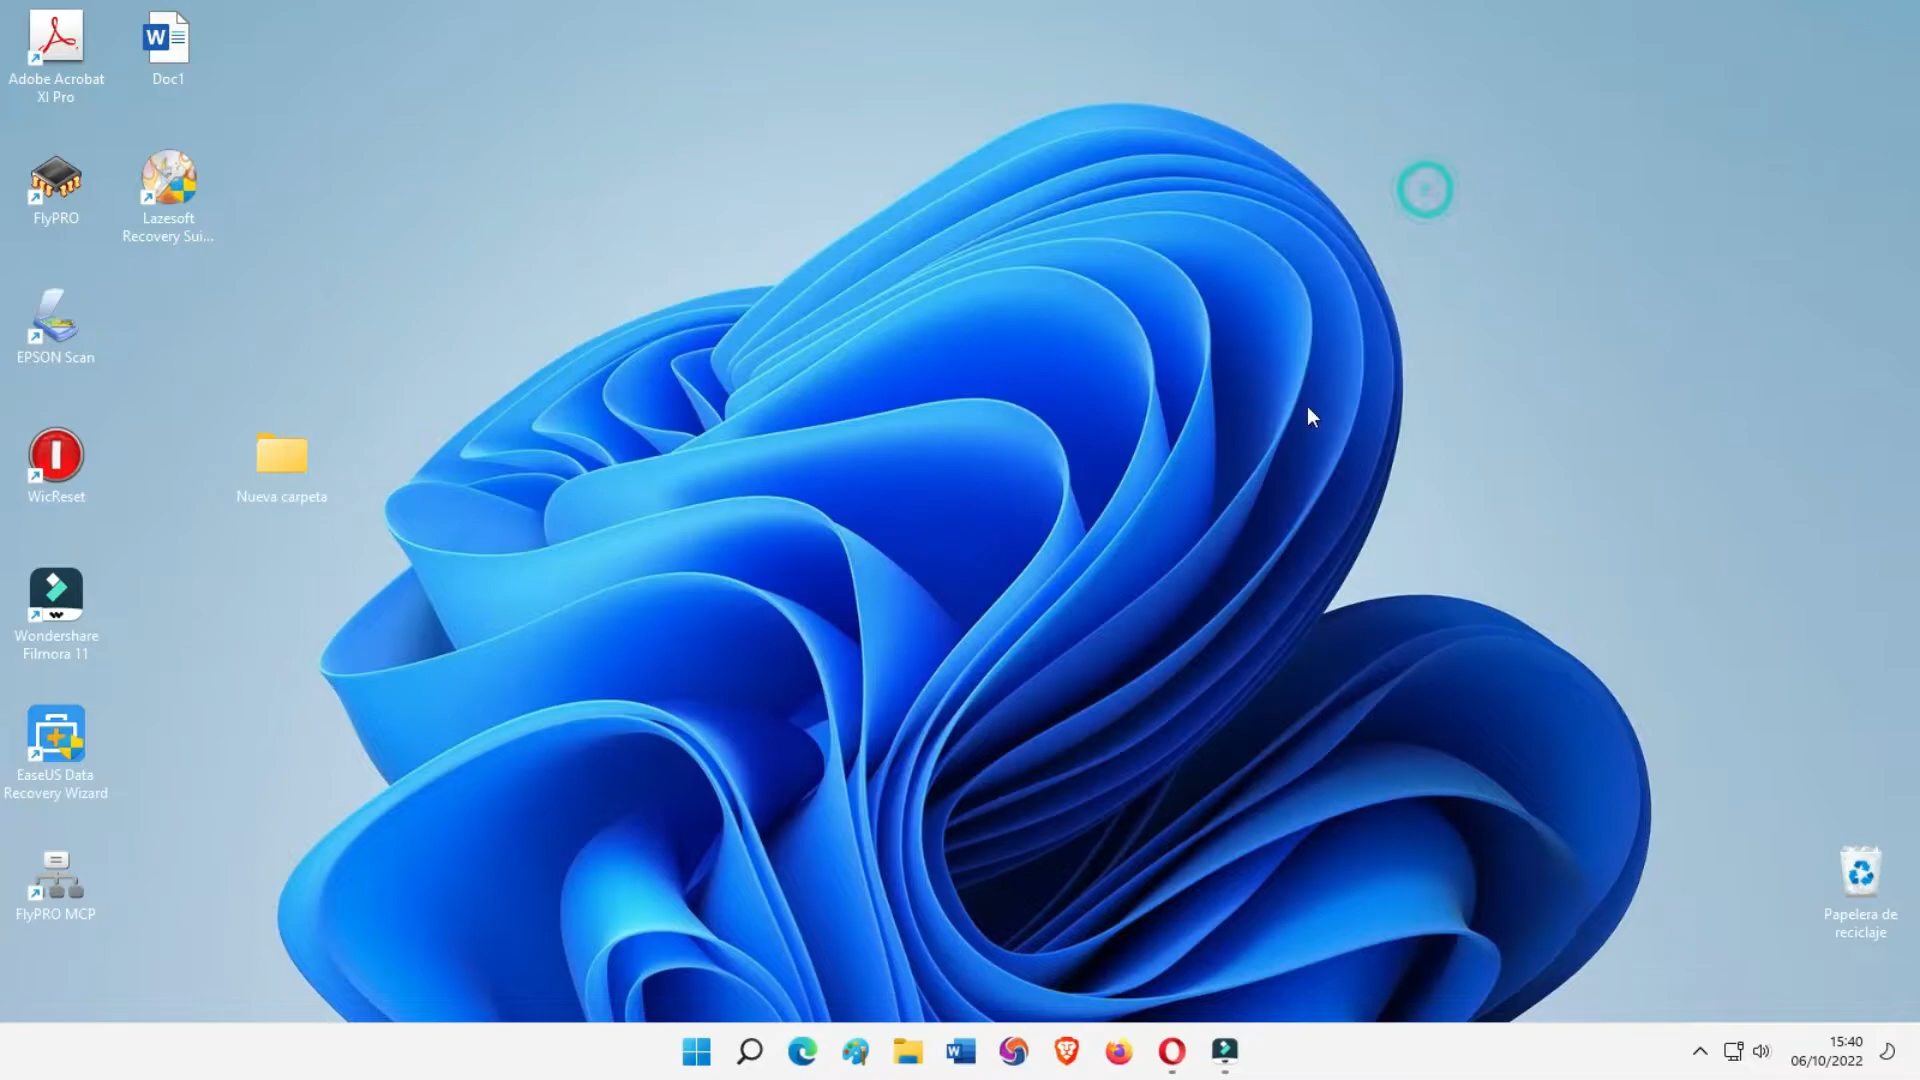 Adobe Acrobat
XI Pro
Doc1
FlyPRO
Lazesoft
Recovery Sui...
EPSON Scan
WicReset
Nueva carpeta
Wondershare
Filmora 11
EaseUS Data
Recovery Wizard
FlyPRO MCP
Papelera de
reciclaje
15:40
06/10/2022